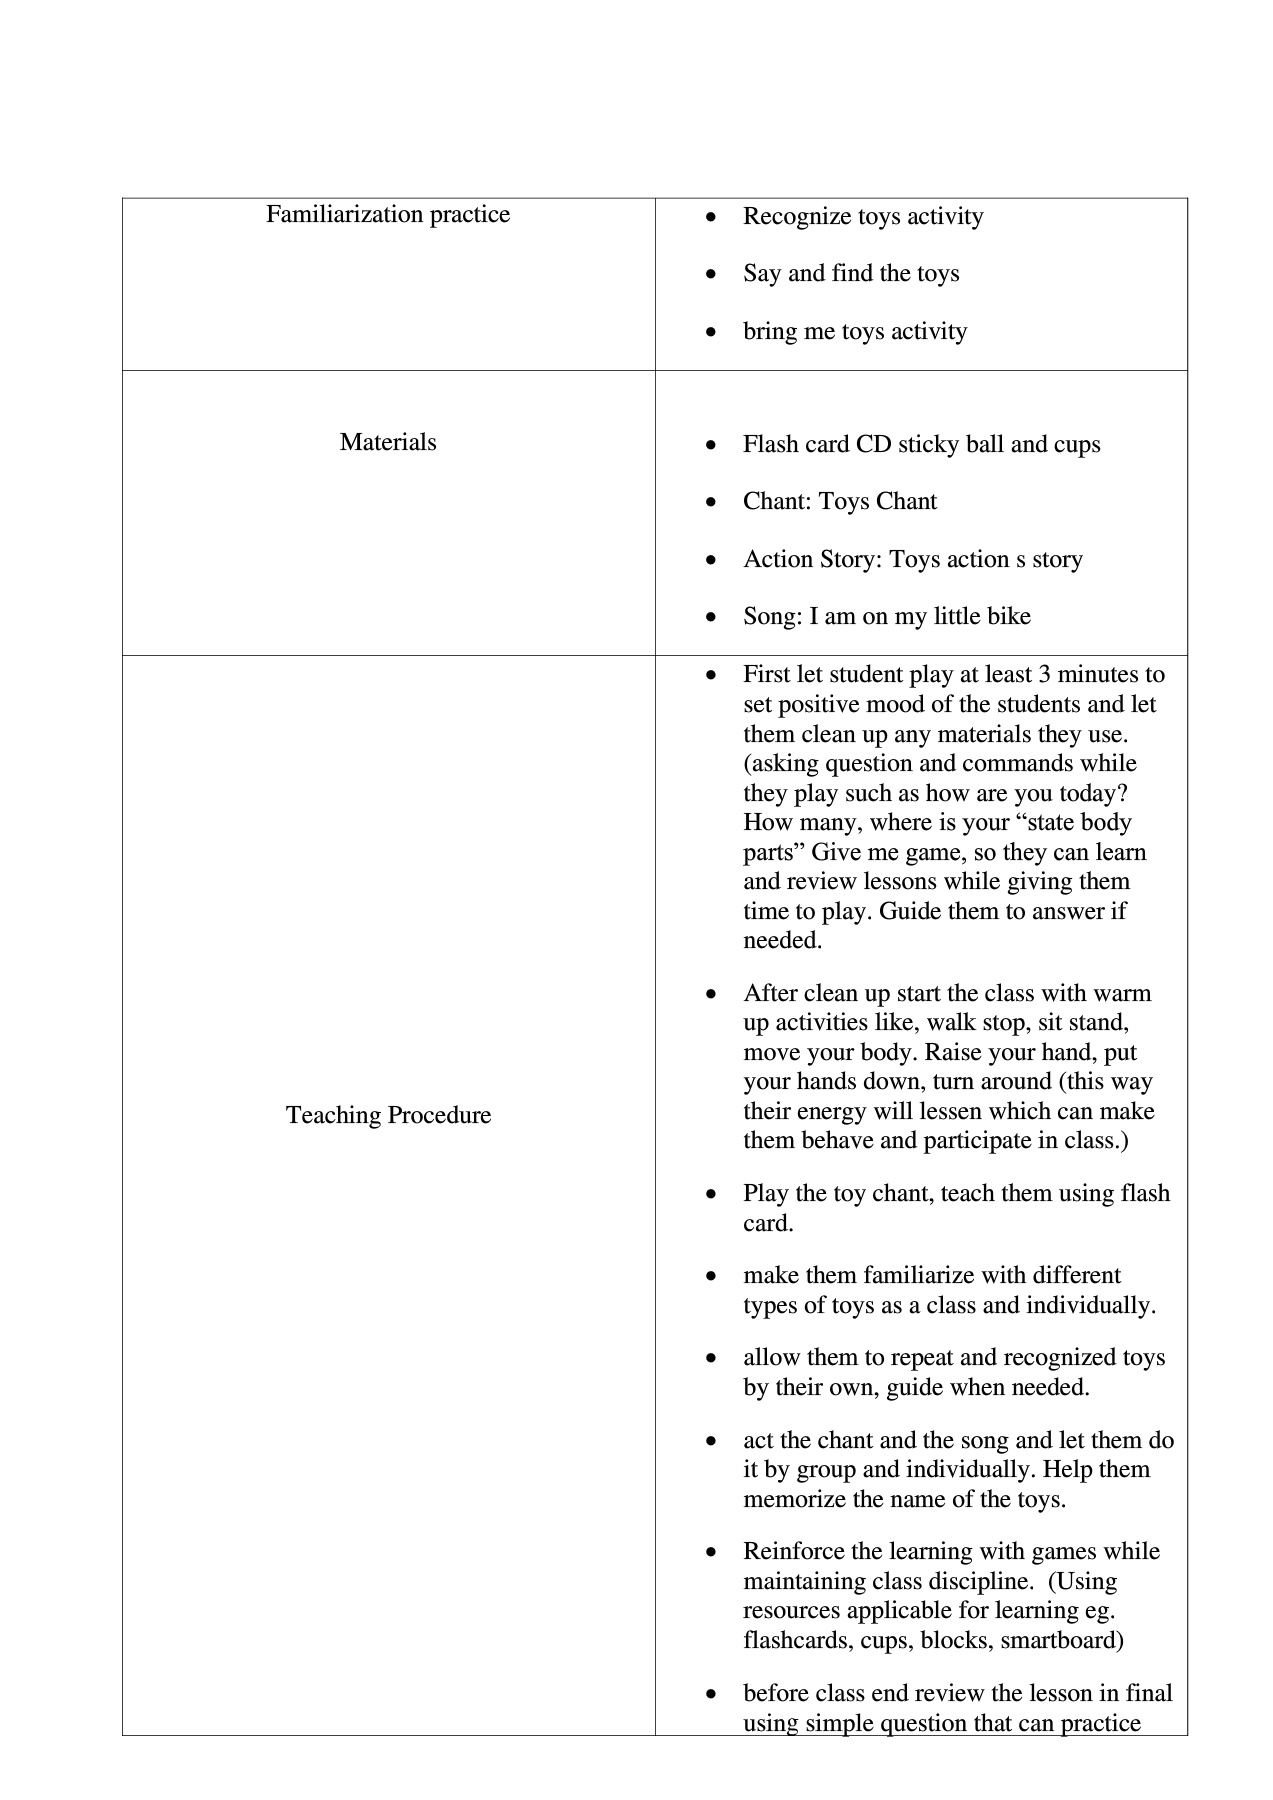 Familiarization practice
• Recognize toys activity
• Say and find the toys
• bring me toys activity
Materials
• Flash card CD sticky ball and cups
• Chant: Toys Chant
• Action Story: Toys action s story
• Song: I am on my little bike
Teaching Procedure
• First let student play at least 3 minutes to
set positive mood of the students and let
them clean up any materials they use.
(asking question and commands while
they play such as how are you today?
How many, where is your “state body
parts” Give me game, so they can learn
and review lessons while giving them
time to play. Guide them to answer if
needed.
• After clean up start the class with warm
up activities like, walk stop, sit stand,
move your body. Raise your hand, put
your hands down, turn around (this way
their energy will lessen which can make
them behave and participate in class.)
• Play the toy chant, teach them using flash
card.
• make them familiarize with different
types of toys as a class and individually.
• allow them to repeat and recognized toys
by their own, guide when needed.
• act the chant and the song and let them do
it by group and individually. Help them
memorize the name of the toys.
• Reinforce the learning with games while
maintaining class discipline.  (Using
resources applicable for learning eg.
flashcards, cups, blocks, smartboard)
• before class end review the lesson in final
using simple question that can practice